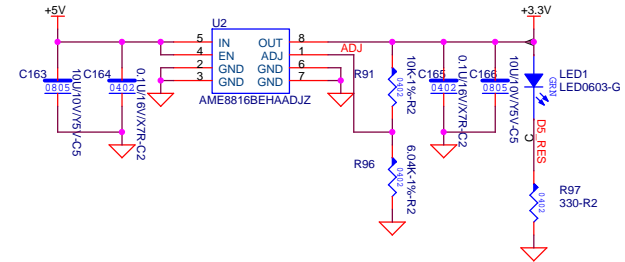 +5V
+3.3V
U2
5 IN OUT 8
4 EN ADJ 1
2 GND GND 6
3 GND GND 7
AME8816BEHAADJZ
ADJ
C163
0805
10U/10V/Y5V-C5
C164
0402
0.1U/16V/X7R-C2
R91
0402
10K-1%-R2
C165
0402
0.1U/16V/X7R-C2
C166
0805
10U/10V/Y5V-C5
LED1
LED0603-G
GRN
D5_RES
C
R96
0402
6.04K-1%-R2
R97
330-R2
0402